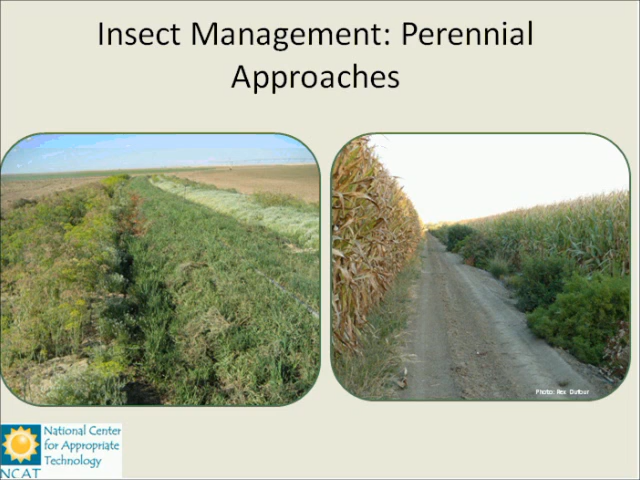 Insect Management: Perennial
Approaches
Photo: Rex Dufour
National Center
for Appropriate
Technology
NCAT